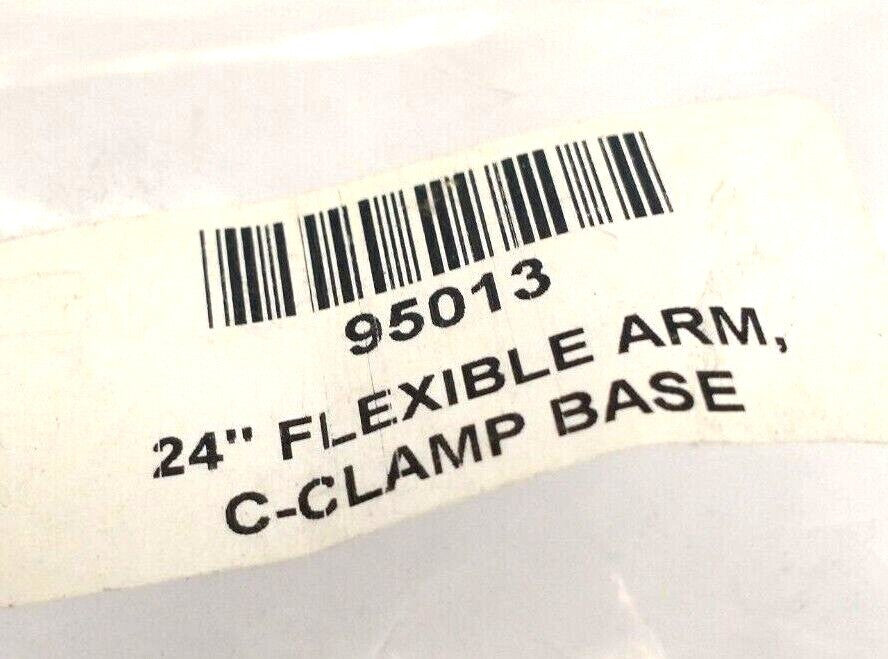 95013
24" FLEXIBLE ARM,
C-CLAMP BASE